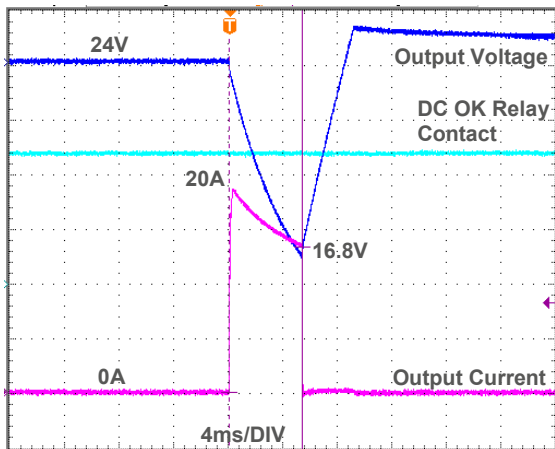 T
24V
Output Voltage
DC OK Relay
Contact
20A
16.8V
0A
Output Current
4ms/DIV